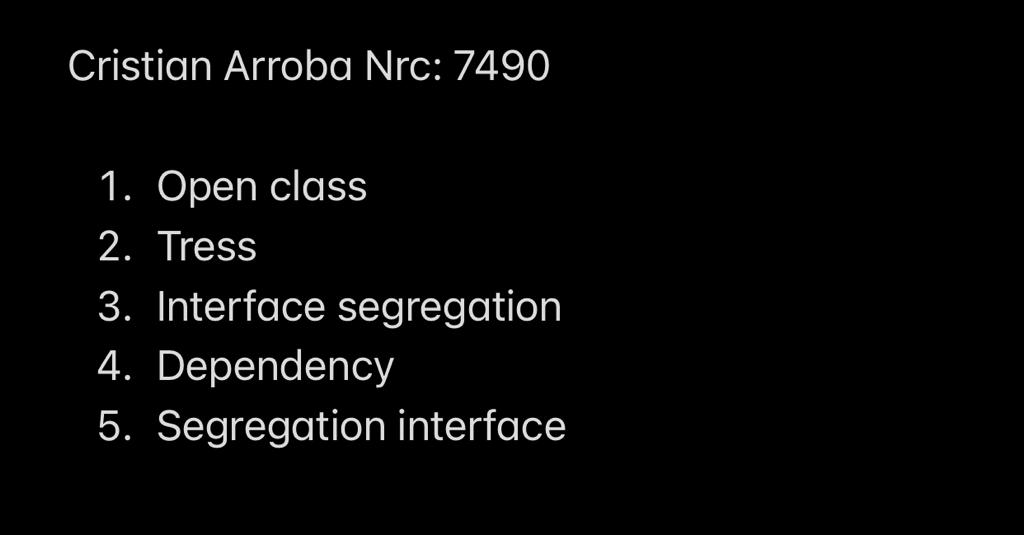 Cristian Arroba Nrc: 7490
1. Open class
2. Tress
3. Interface segregation
4. Dependency
5. Segregation interface